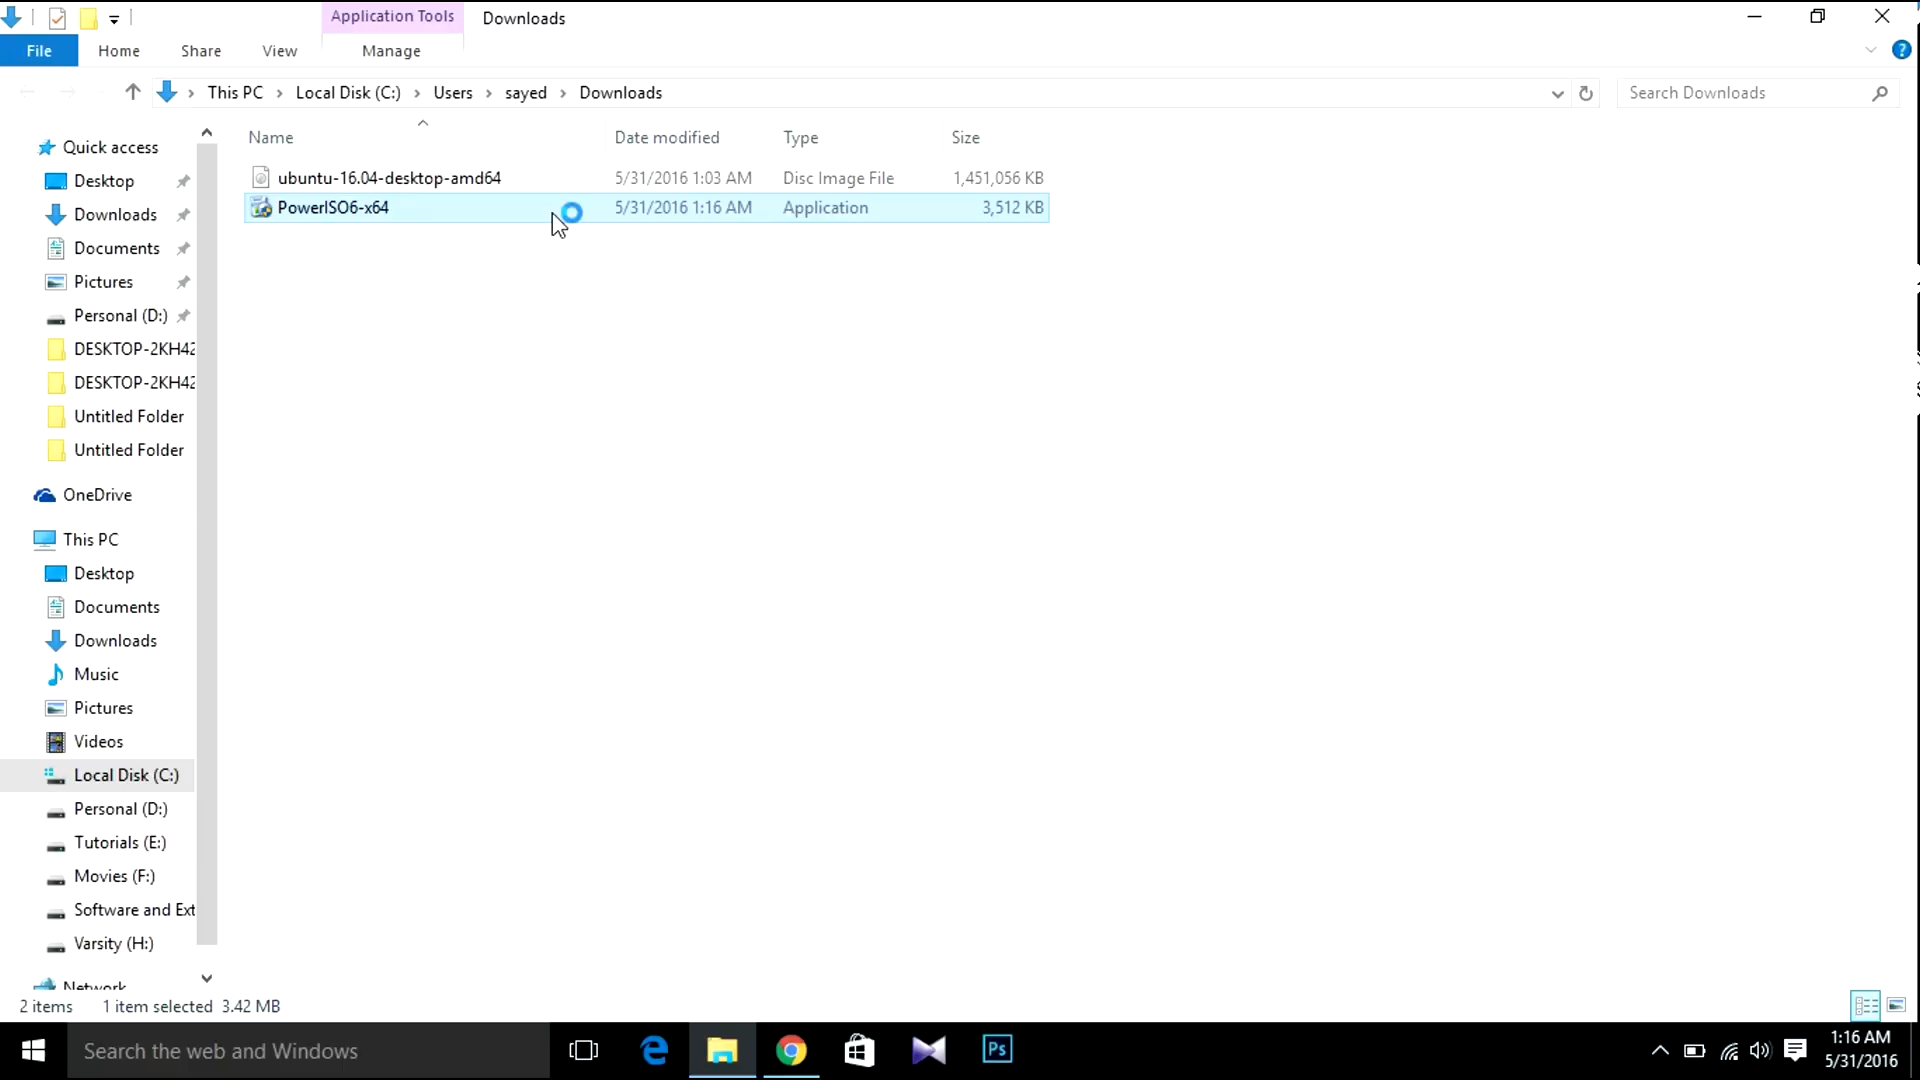 Application Tools
Downloads
File
Home
Share
View
Manage
?
This PC > Local Disk (C:) > Users > sayed > Downloads
Search Downloads
Name
Date modified
Type
Size
ubuntu-16.04-desktop-amd64
5/31/2016 1:03 AM
Disc Image File
1,451,056 KB
PowerISO6-x64
5/31/2016 1:16 AM
Application
3,512 KB
Quick access
Desktop
Downloads
Documents
Pictures
Personal (D:)
DESKTOP-2KH42
DESKTOP-2KH42
Untitled Folder
Untitled Folder
OneDrive
This PC
Desktop
Documents
Downloads
Music
Pictures
Videos
Local Disk (C:)
Personal (D:)
Tutorials (E:)
Movies (F:)
Software and Ext
Varsity (H:)
Network
2 items
1 item selected 3.42 MB
Search the web and Windows
Ps
1:16 AM
5/31/2016